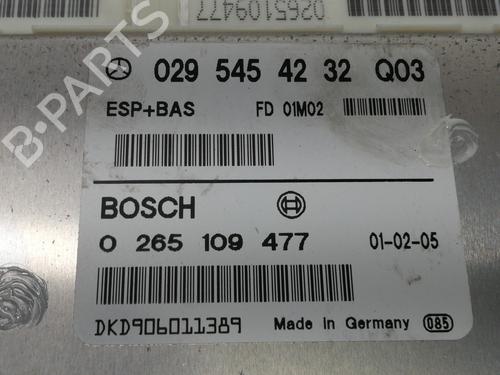 0265109477
029 545 42 32 Q03
ESP+BAS FD 01M02
BOSCH
0 265 109 477 01-02-05
DKD906011389 Made in Germany 085
B-PARTS